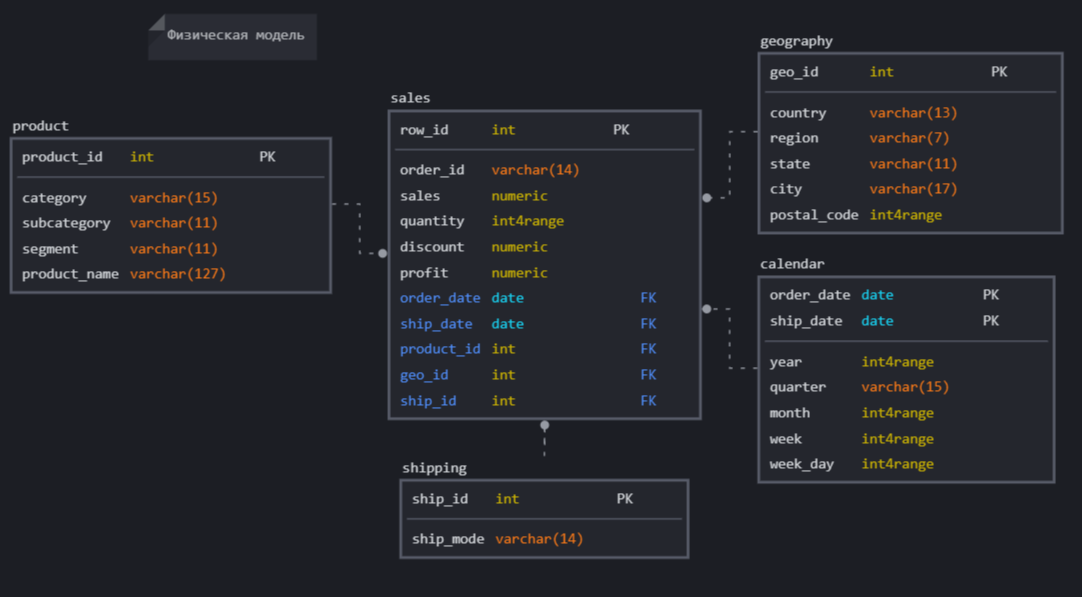 Физическая модель
product
product_id int PK
category varchar(15)
subcategory varchar(11)
segment varchar(11)
product_name varchar(127)
sales
row_id int PK
order_id varchar(14)
sales numeric
quantity int4range
discount numeric
profit numeric
order_date date FK
ship_date date FK
product_id int FK
geo_id int FK
ship_id int FK
geography
geo_id int PK
country varchar(13)
region varchar(7)
state varchar(11)
city varchar(17)
postal_code int4range
calendar
order_date date PK
ship_date date PK
year int4range
quarter varchar(15)
month int4range
week int4range
week_day int4range
shipping
ship_id int PK
ship_mode varchar(14)